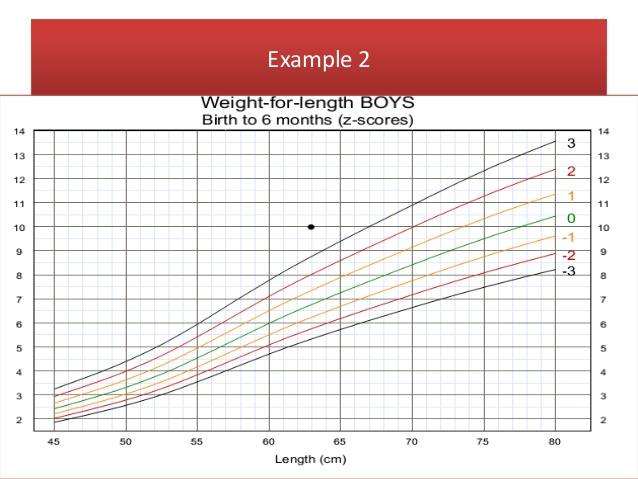 Example 2
Weight-for-length BOYS
Birth to 6 months (z-scores)
14 14
13 3 13
12 2 12
11 1 11
10 0 10
9 -1 9
-2
8 -3 8
7 7
6 6
5 5
4 4
3 3
2 2
45 50 55 60 65 70 75 80
Length (cm)